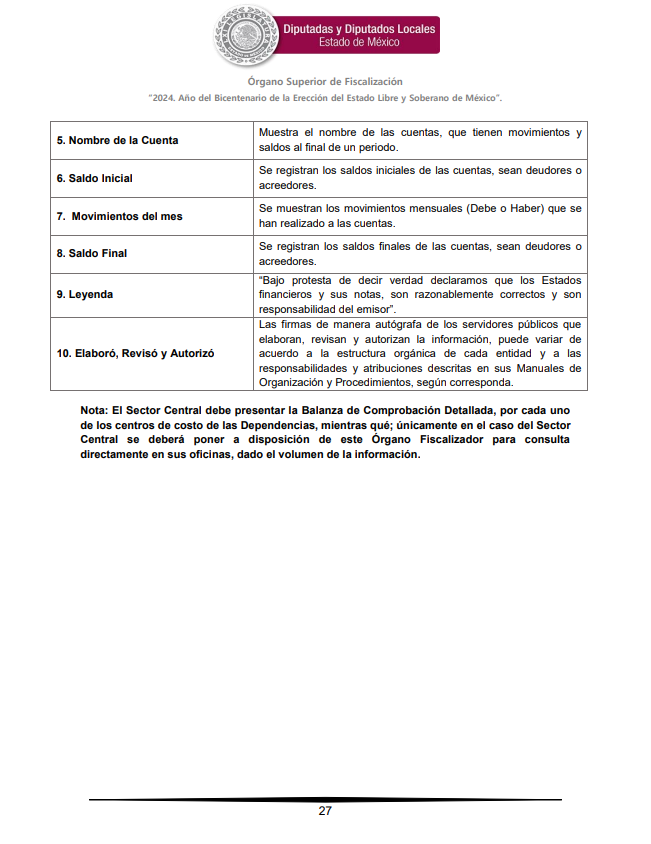 Diputadas y Diputados Locales
Estado de México
Órgano Superior de Fiscalización
"2024. Año del Bicentenario de la Erección del Estado Libre y Soberano de México".
5. Nombre de la Cuenta
Muestra el nombre de las cuentas, que tienen movimientos y
saldos al final de un periodo.
6. Saldo Inicial
Se registran los saldos iniciales de las cuentas, sean deudores o
acreedores.
7. Movimientos del mes
Se muestran los movimientos mensuales (Debe o Haber) que se
han realizado a las cuentas.
8. Saldo Final
Se registran los saldos finales de las cuentas, sean deudores o
acreedores.
9. Leyenda
“Bajo protesta de decir verdad declaramos que los Estados
financieros y sus notas, son razonablemente correctos y son
responsabilidad del emisor”.
10. Elaboró, Revisó y Autorizó
Las firmas de manera autógrafa de los servidores públicos que
elaboran, revisan y autorizan la información, puede variar de
acuerdo a la estructura orgánica de cada entidad y a las
responsabilidades y atribuciones descritas en sus Manuales de
Organización y Procedimientos, según corresponda.
Nota: El Sector Central debe presentar la Balanza de Comprobación Detallada, por cada uno
de los centros de costo de las Dependencias, mientras qué; únicamente en el caso del Sector
Central se deberá poner a disposición de este Órgano Fiscalizador para consulta
directamente en sus oficinas, dado el volumen de la información.
27